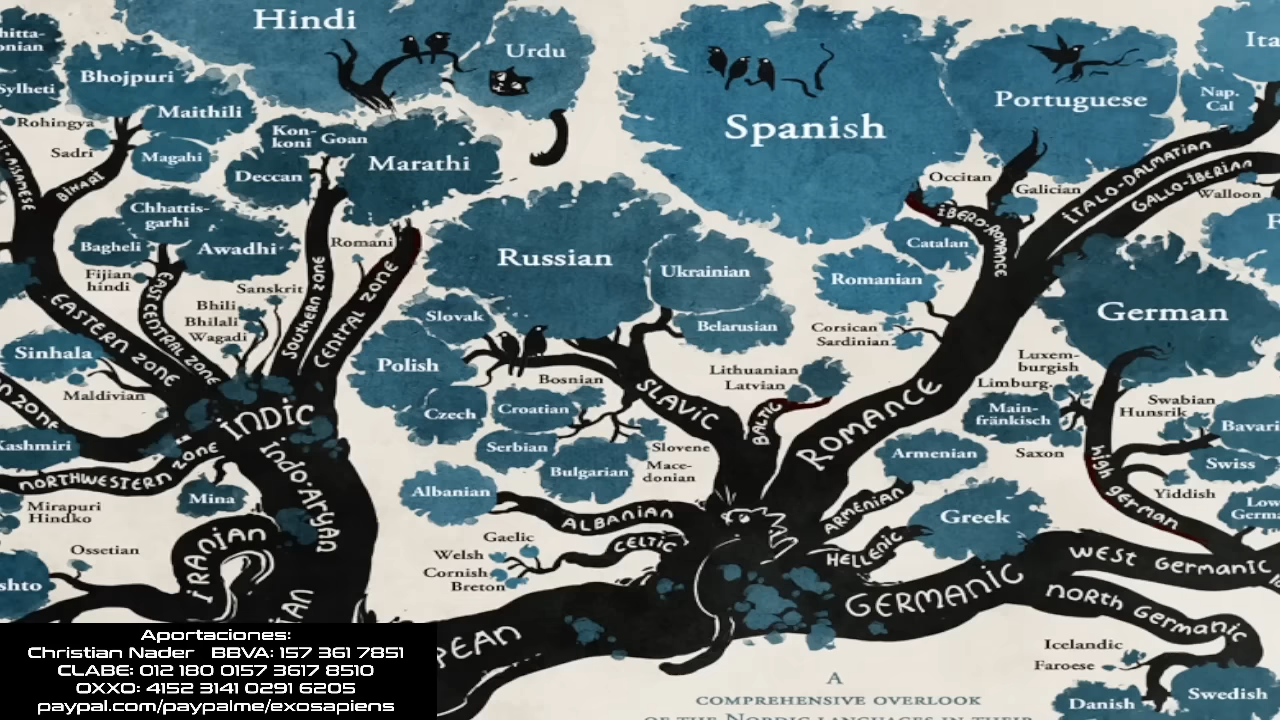 Hindi
Urdu
Bhojpuri
Sylheti
Maithili
Rohingya
Sadri
Magahi
BIHARI
Kon-
koni
Goan
Marathi
Deccan
Chhattis-
garhi
Bagheli
Awadhi
Fijian
hindi
Romani
Sanskrit
Bhili
Bhilali
Wagadi
EASTERN ZONE
EAST CENTRAL ZONE
SOUTHERN ZONE
CENTRAL ZONE
Sinhala
Maldivian
Kashmiri
NORTHWESTERN ZONE
INDIC
Indo-Aryan
Mina
Mirapuri
Hindko
IRANIAN
Ossetian
Spanish
Portuguese
Nap.
Cal
Occitan
Galician
IBERO-ROMANCE
ITALO-DALMATIAN
GALLO-IBERIAN
Walloon
Catalan
Romanian
Corsican
Sardinian
Russian
Ukrainian
Belarusian
Slovak
Polish
Czech
Bosnian
Croatian
Serbian
Bulgarian
Slovene
Mace-
donian
SLAVIC
Lithuanian
Latvian
BALTIC
ROMANCE
German
Luxem-
burgish
Limburg.
Main-
fränkisch
Saxon
Swabian
Hunsrik
Swiss
Yiddish
High german
Albanian
ALBANIAN
Gaelic
Welsh
Cornish
Breton
CELTIC
Armenian
ARMENIAN
Greek
HELLENIC
GERMANIC
west Germanic
north Germanic
Icelandic
Faroese
Danish
Swedish
A
COMPREHENSIVE OVERLOOK
OF THE NORDIC LANGUAGES IN THEIR
Aportaciones:
Christian Nader BBVA: 157 361 7851
CLABE: 012 180 0157 3617 8510
OXXO: 4152 3141 0291 6205
paypal.com/paypalme/exosapiens